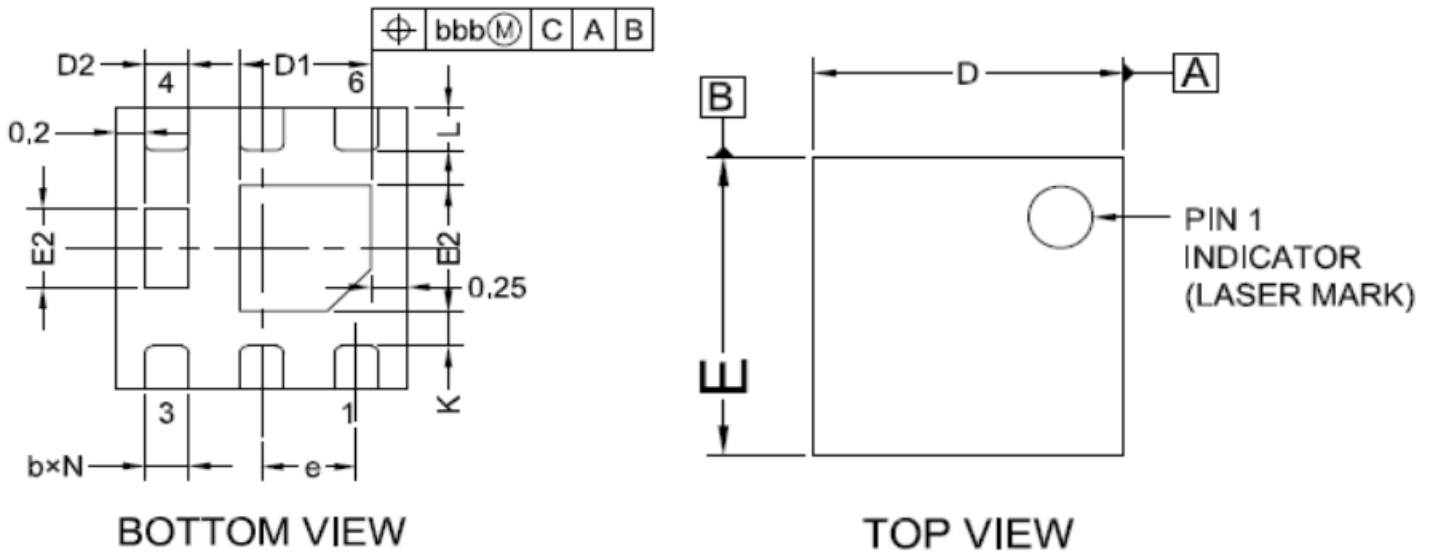 bbbⓂ C A B
D2
4
D1
6
0,2
L
E2
E2
0,25
K
3
1
b×N
e
BOTTOM VIEW
D
A
B
E
PIN 1
INDICATOR
(LASER MARK)
TOP VIEW